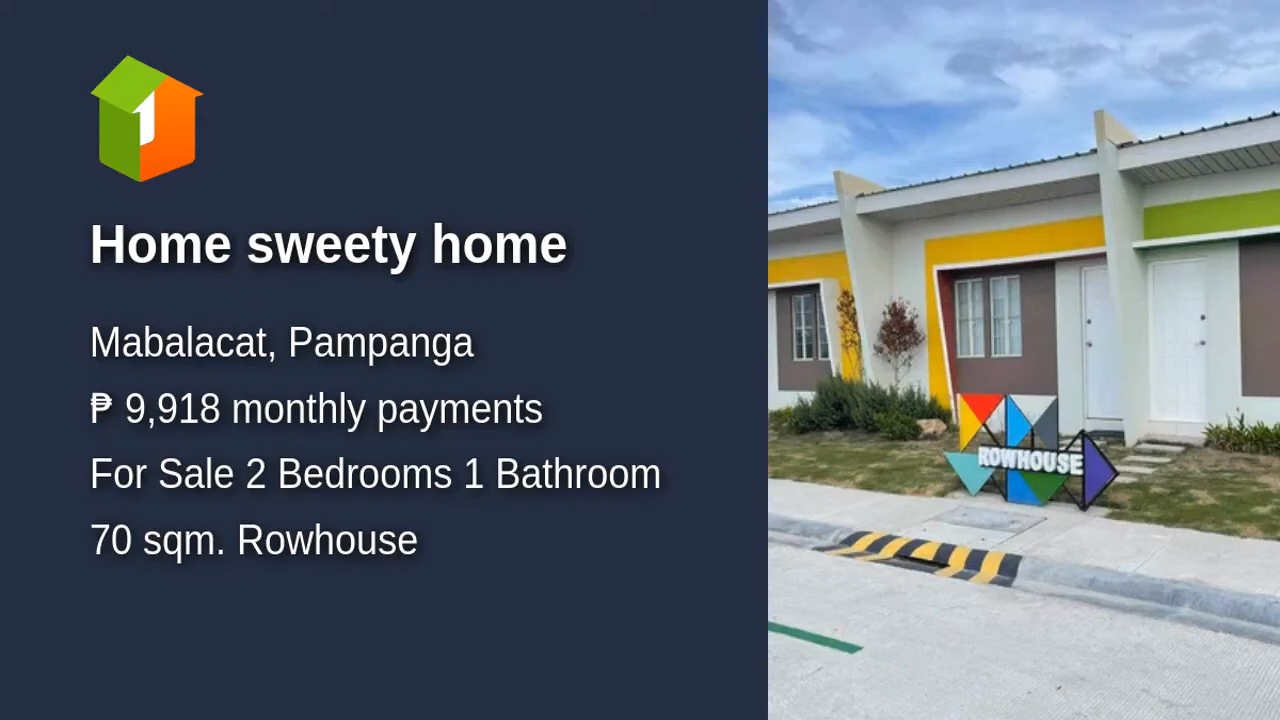 Home sweety home
Mabalacat, Pampanga
₱ 9,918 monthly payments
For Sale 2 Bedrooms 1 Bathroom
70 sqm. Rowhouse
ROWHOUSE